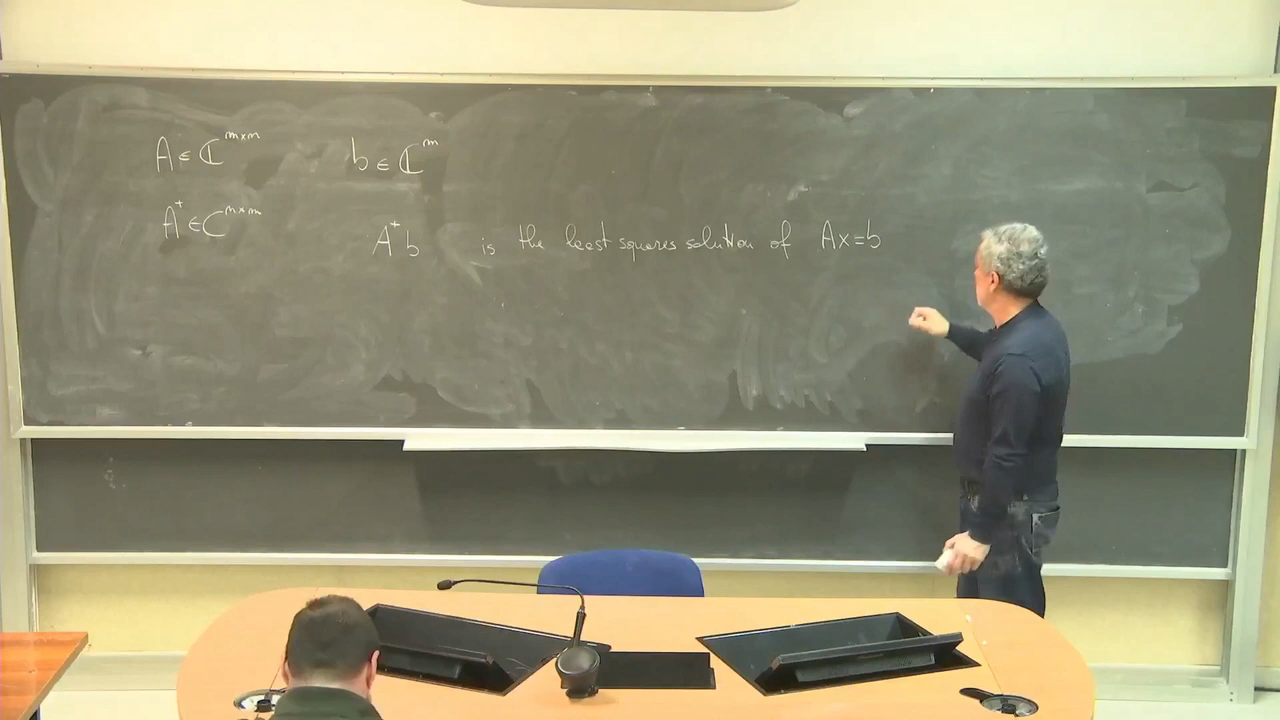 A ∈ ℂ^{m×n} b ∈ ℂ^m
A^+ ∈ ℂ^{n×m} A^+ b is the least squares solution of Ax=b